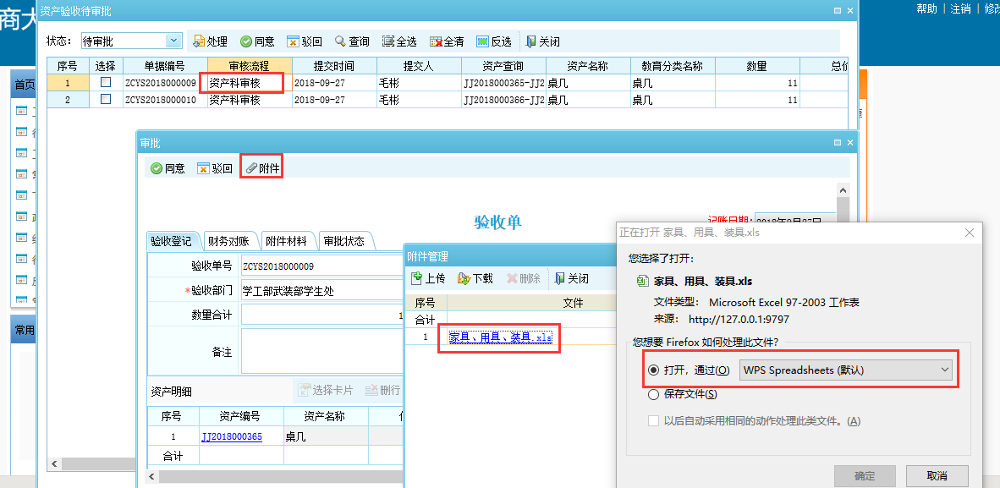 商大
帮助 | 注销 | 修改
资产验收待审批
状态: 待审批 处理 同意 驳回 查询 全选 全清 反选 关闭
序号 选择 单据编号 审核流程 提交时间 提交人 资产查询 资产名称 教育分类名称 数量 总价
1 ZCYS2018000009 资产科审核 2018-09-27 毛彬 JJ2018000365-JJ2 桌几 桌几 11
2 ZCYS2018000010 资产科审核 2018-09-27 毛彬 JJ2018000366-JJ2 桌几 桌几 11
首页
常用
审批
同意 驳回 附件
验收单
记账日期: 2018年9月27日
验收登记 财务对账 附件材料 审批状态
验收单号 ZCYS2018000009
*验收部门 学工部武装部学生处
数量合计 1
备注
资产明细 选择卡片 删行
序号 资产编号 资产名称
1 JJ2018000365 桌几
合计
附件管理
上传 下载 删除 关闭
序号 文件
合计
1 家具、用具、装具.xls
正在打开 家具、用具、装具.xls
您选择了打开:
家具、用具、装具.xls
文件类型: Microsoft Excel 97-2003 工作表
来源: http://127.0.0.1:9797
您想要 Firefox 如何处理此文件?
打开，通过(O) WPS Spreadsheets (默认)
保存文件(S)
以后自动采用相同的动作处理此类文件。(A)
确定 取消